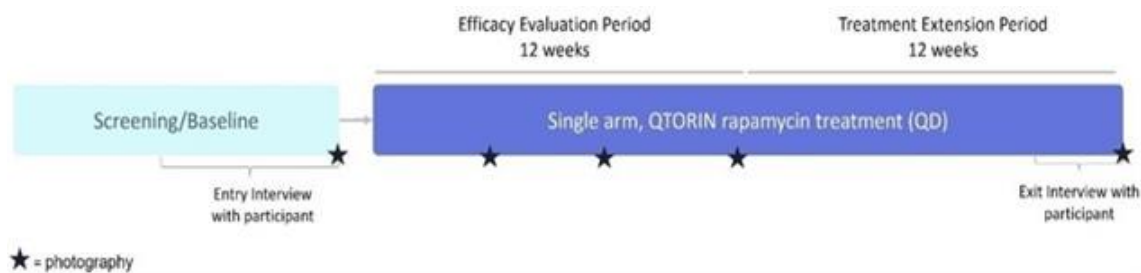 Efficacy Evaluation Period
12 weeks
Treatment Extension Period
12 weeks
Screening/Baseline
Single arm, QTORIN rapamycin treatment (QD)
Entry Interview
with participant
Exit Interview with
participant
★ = photography